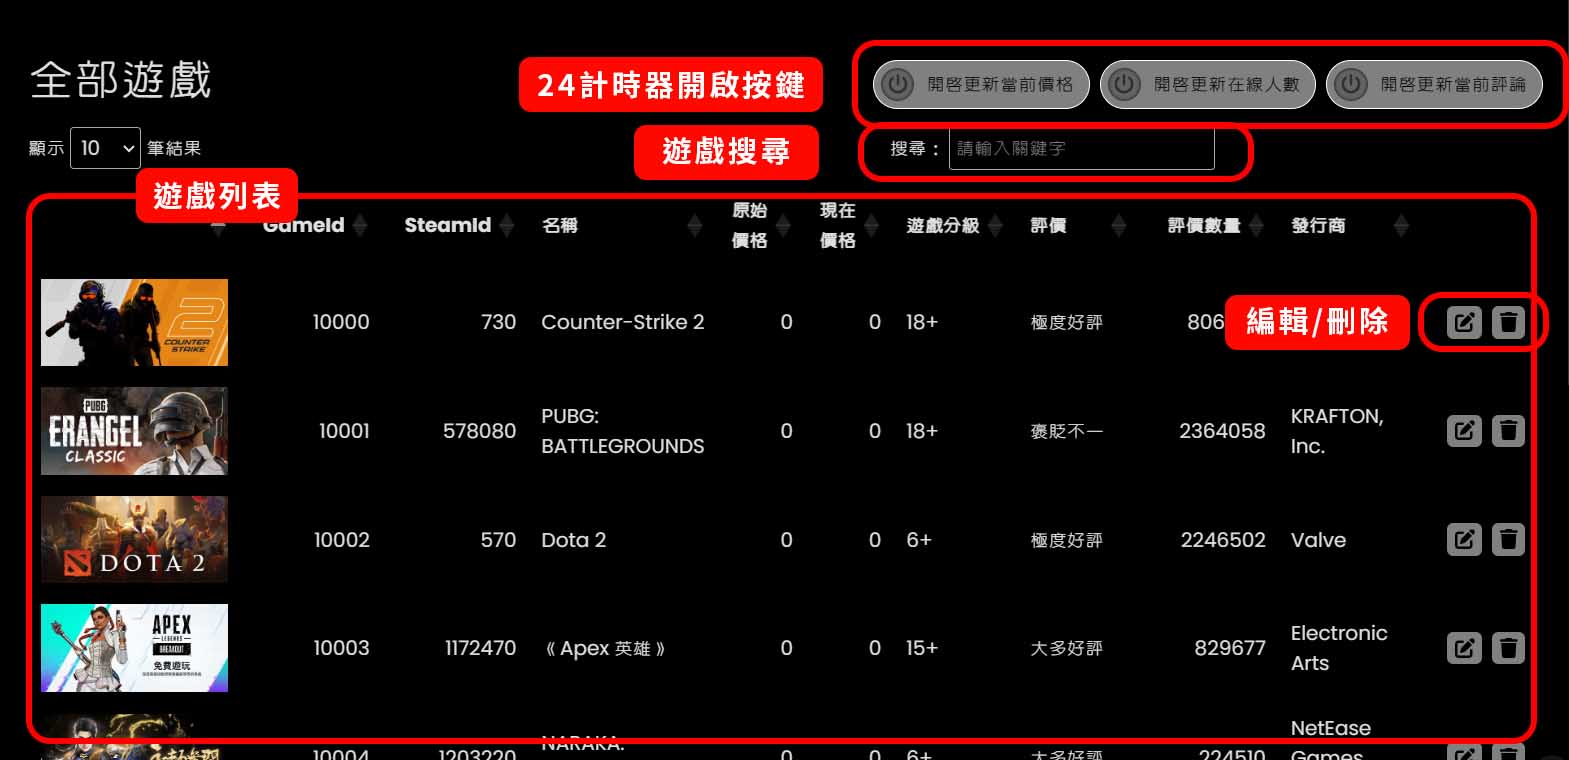 全部遊戲
24計時器開啟按鍵
開啓更新當前價格
開啓更新在線人數
開啓更新當前評論
顯示 10 筆結果
遊戲搜尋
搜尋： 請輸入關鍵字
遊戲列表
GameId SteamId 名稱 原始價格 現在價格 遊戲分級 評價 評價數量 發行商
2
COUNTER
STRIKE
10000 730 Counter-Strike 2 0 0 18+ 極度好評 806
編輯/刪除
PUBG
ERANGEL
CLASSIC
10001 578080 PUBG: BATTLEGROUNDS 0 0 18+ 褒貶不一 2364058 KRAFTON, Inc.
DOTA 2
10002 570 Dota 2 0 0 6+ 極度好評 2246502 Valve
APEX
LEGENDS
BREAKOUT
免費遊玩
10003 1172470 《 Apex 英雄 》 0 0 15+ 大多好評 829677 Electronic Arts
10004 1203220 NARAKA: 0 0 6+ 大多好評 224510 NetEase Games